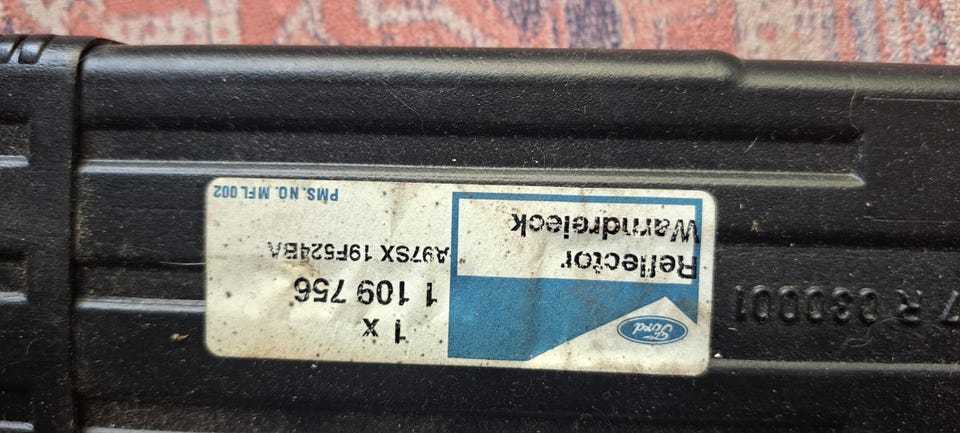 Ford
Reflector
Warndreieck
1 x
1 109 756
A97SX 19F524BA
PMS. NO. MFL 002
7 R 030001